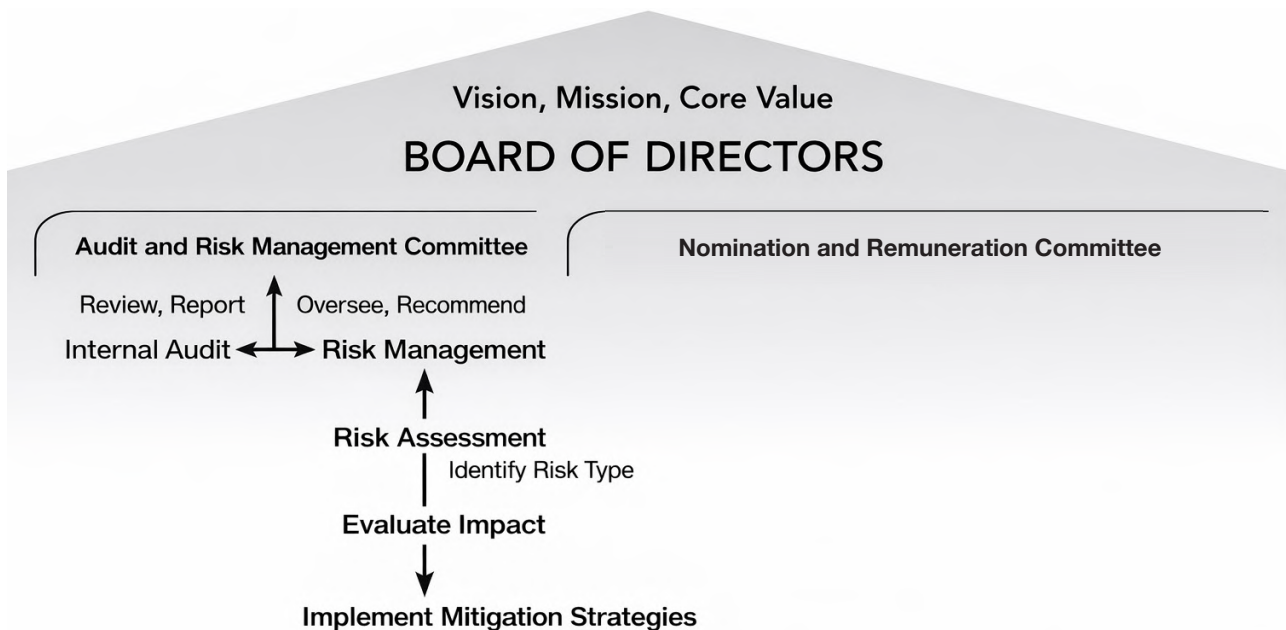 Vision, Mission, Core Value
BOARD OF DIRECTORS
Audit and Risk Management Committee
Nomination and Remuneration Committee
Review, Report
Oversee, Recommend
Internal Audit
Risk Management
Risk Assessment
Identify Risk Type
Evaluate Impact
Implement Mitigation Strategies